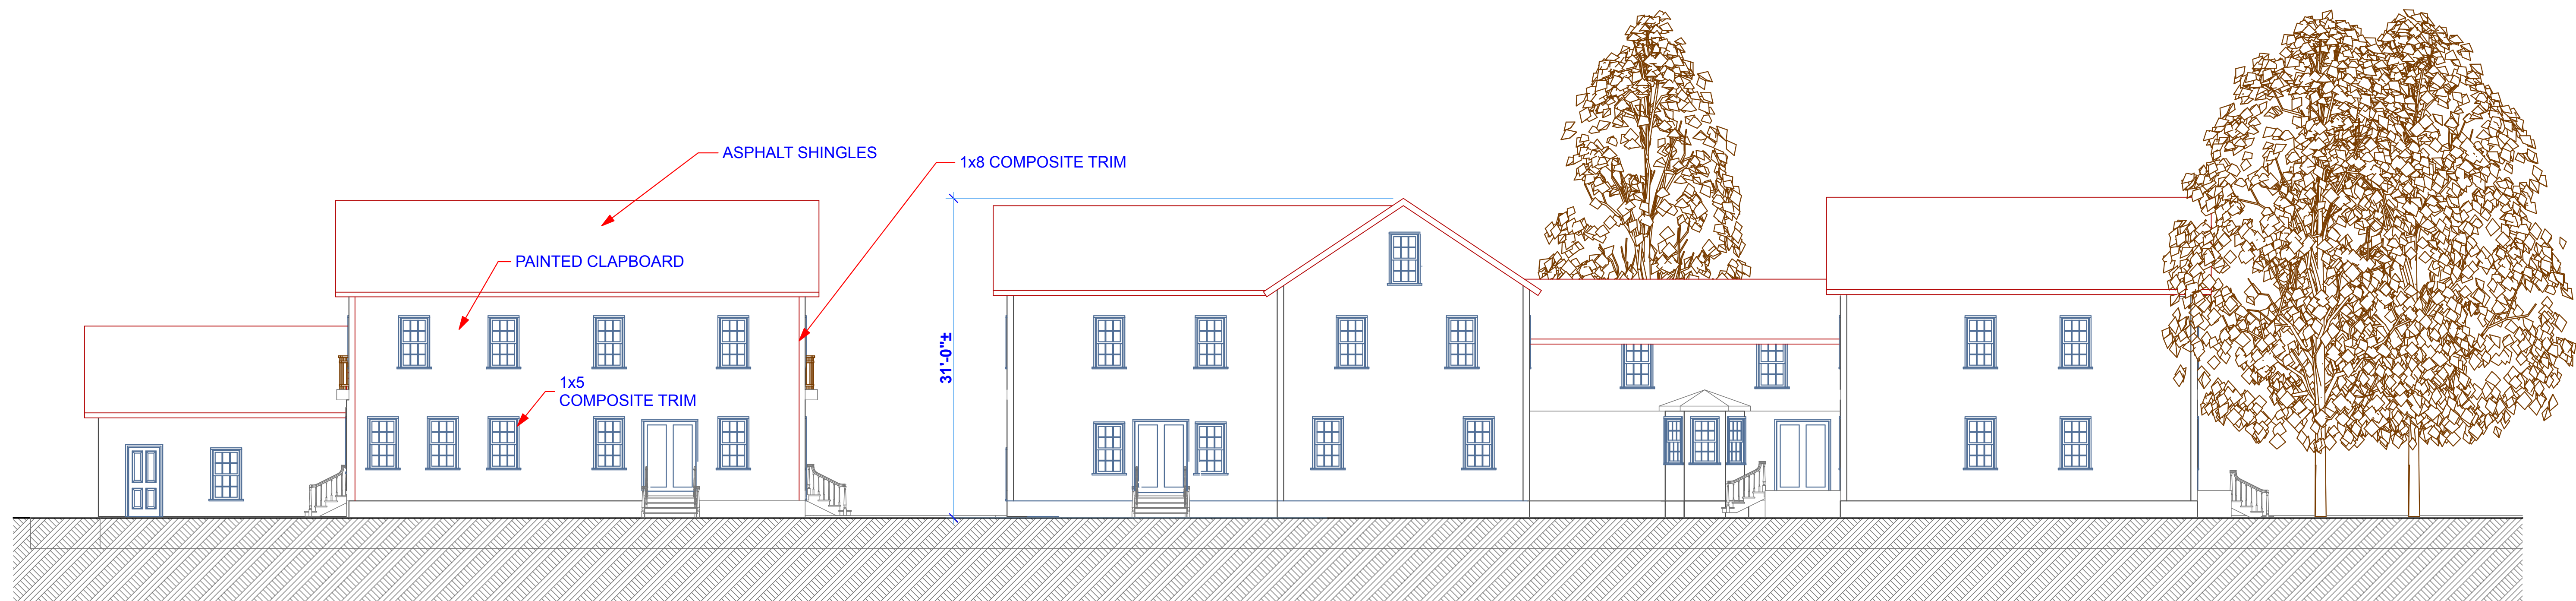 ASPHALT SHINGLES
1x8 COMPOSITE TRIM
PAINTED CLAPBOARD
31'-0"±
1x5
COMPOSITE TRIM